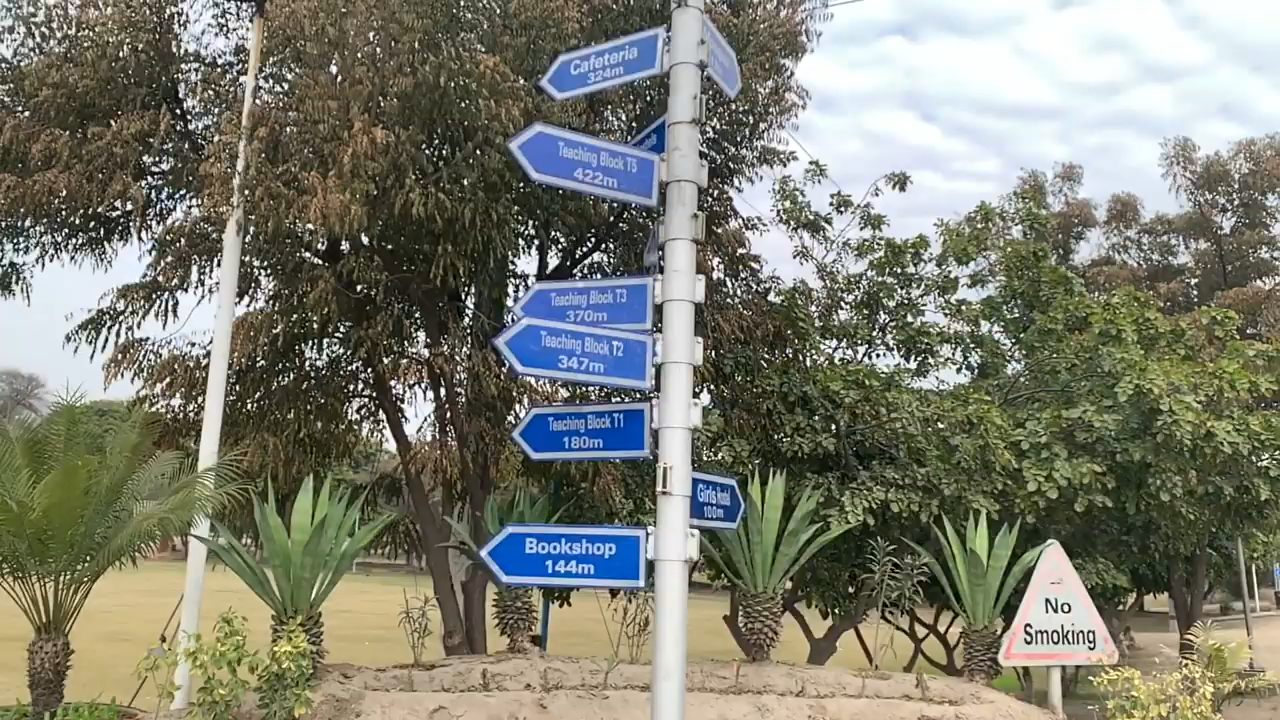 Cafeteria
324m
Teaching Block T5
422m
Teaching Block T3
370m
Teaching Block T2
347m
Teaching Block T1
180m
Girls Hostel
100m
Bookshop
144m
No
Smoking